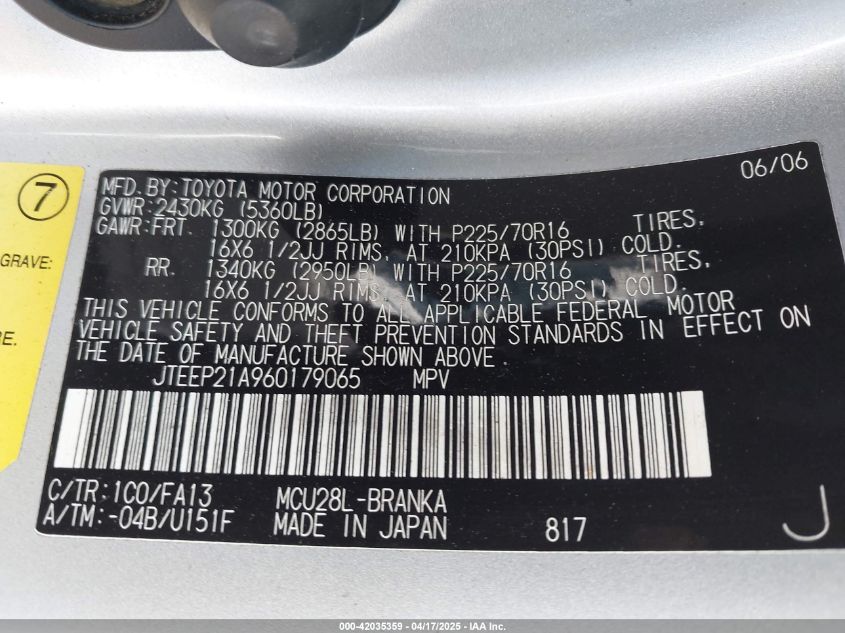 7
GRAVE:
RE.
06/06
MFD. BY: TOYOTA MOTOR CORPORATION
GVWR: 2430KG (5360LB)
GAWR: FRT. 1300KG (2865LB) WITH P225/70R16 TIRES,
16X6 1/2JJ RIMS, AT 210KPA (30PSI) COLD.
RR. 1340KG (2950LB) WITH P225/70R16 TIRES,
16X6 1/2JJ RIMS, AT 210KPA (30PSI) COLD.
THIS VEHICLE CONFORMS TO ALL APPLICABLE FEDERAL MOTOR
VEHICLE SAFETY AND THEFT PREVENTION STANDARDS IN EFFECT ON
THE DATE OF MANUFACTURE SHOWN ABOVE
JTEEP21A960179065 MPV
C/TR: 1C0/FA13 MCU28L-BRANKA
A/TM: -04B/U151F MADE IN JAPAN 817 J
000-42035359 - 04/17/2025 - IAA Inc.